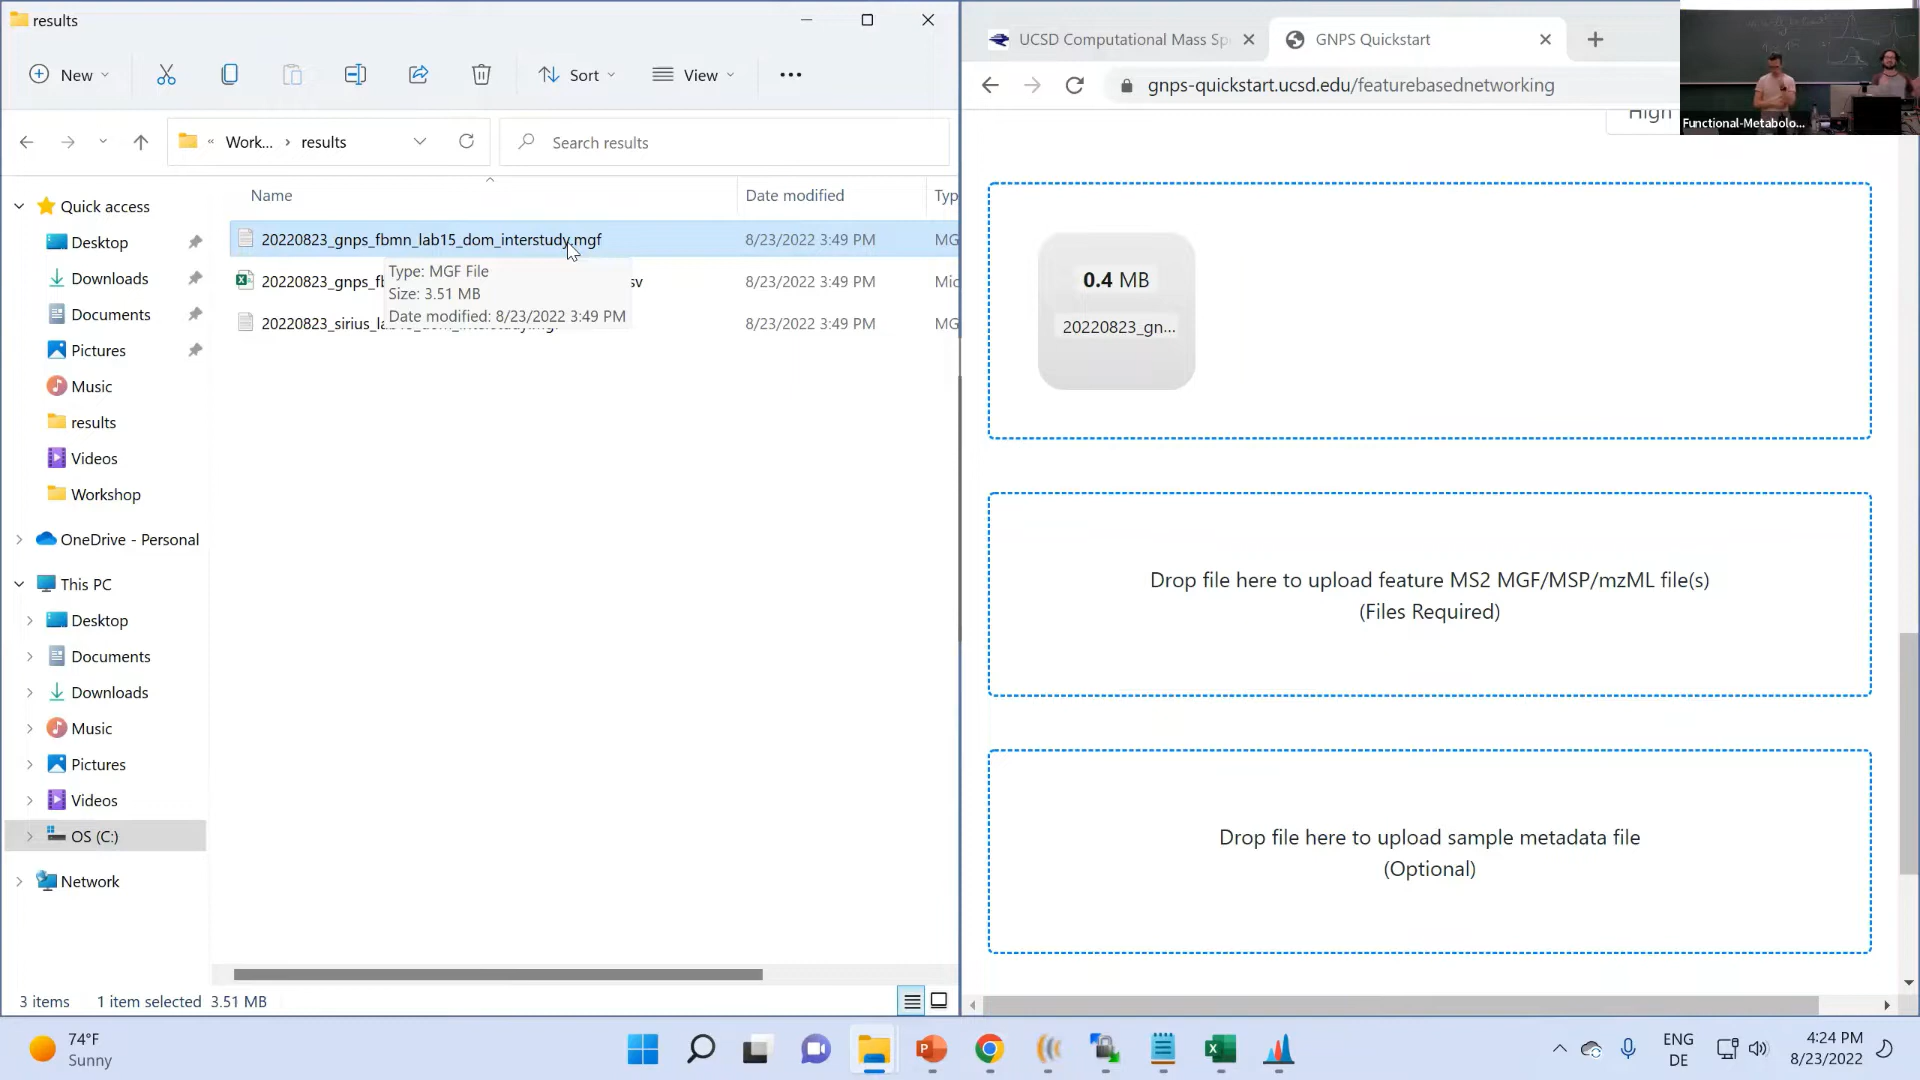 results
New
Sort
View
« Work... › results
Search results
Name
Date modified
Typ
Quick access
Desktop
Downloads
Documents
Pictures
Music
results
Videos
Workshop
OneDrive - Personal
This PC
Desktop
Documents
Downloads
Music
Pictures
Videos
OS (C:)
Network
20220823_gnps_fbmn_lab15_dom_interstudy.mgf
8/23/2022 3:49 PM
MG
20220823_gnps_fb
sv
8/23/2022 3:49 PM
Mic
20220823_sirius_la
8/23/2022 3:49 PM
MG
Type: MGF File
Size: 3.51 MB
Date modified: 8/23/2022 3:49 PM
3 items
1 item selected 3.51 MB
UCSD Computational Mass Sp
GNPS Quickstart
gnps-quickstart.ucsd.edu/featurebasednetworking
High
0.4 MB
20220823_gn...
Drop file here to upload feature MS2 MGF/MSP/mzML file(s)
(Files Required)
Drop file here to upload sample metadata file
(Optional)
Functional-Metabolo...
74°F
Sunny
ENG
DE
4:24 PM
8/23/2022